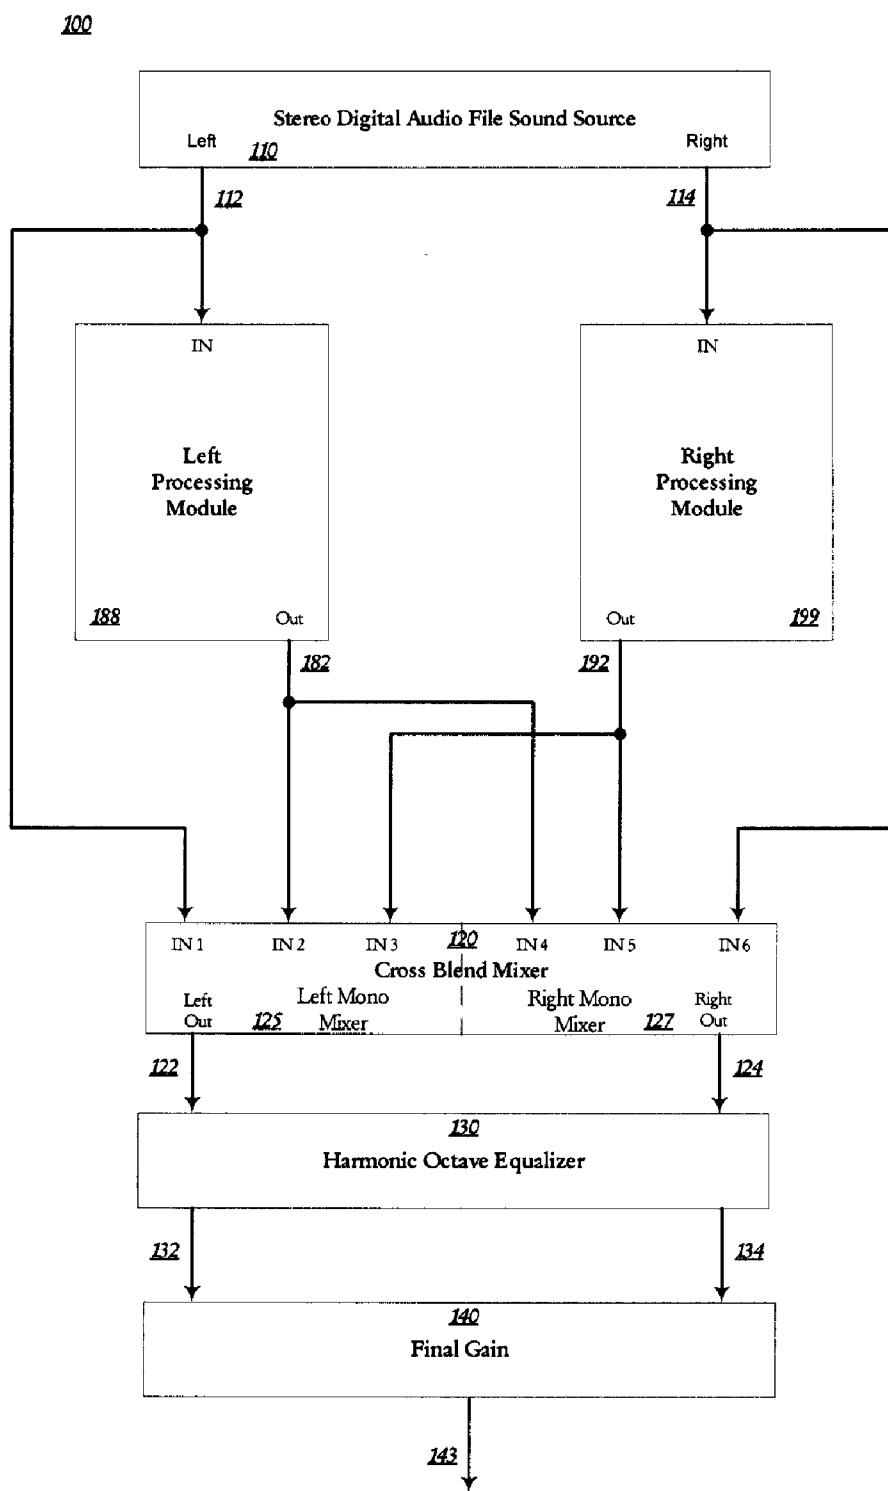 100
Stereo Digital Audio File Sound Source
Left
110
Right
112
114
IN
IN
Left
Processing
Module
Right
Processing
Module
188
Out
Out
199
182
192
IN 1
IN 2
IN 3
120
IN 4
IN 5
IN 6
Cross Blend Mixer
Left
Out
Left Mono
Mixer
125
Right Mono
Mixer
127
Right
Out
122
124
130
Harmonic Octave Equalizer
132
134
140
Final Gain
143